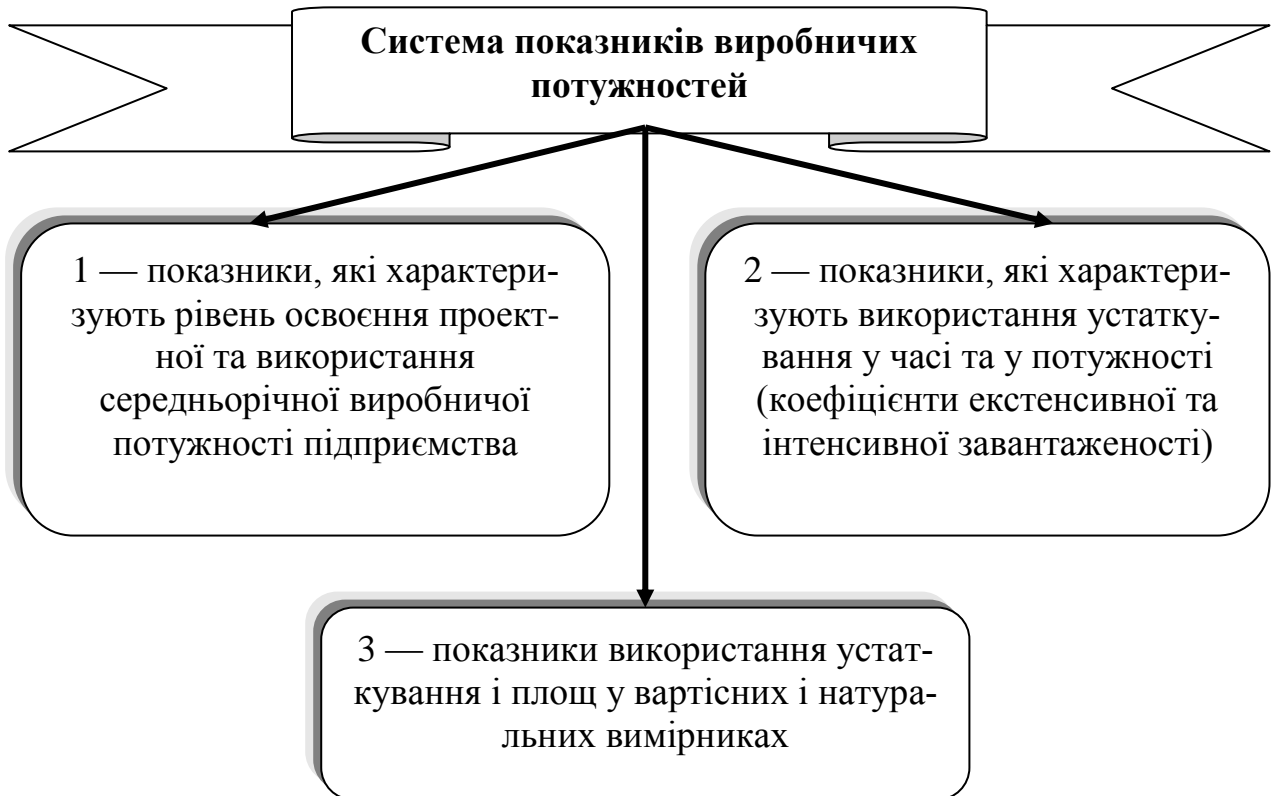 Система показників виробничих
потужностей
1 — показники, які характери-
зують рівень освоєння проект-
ної та використання
середньорічної виробничої
потужності підприємства
2 — показники, які характери-
зують використання устатку-
вання у часі та у потужності
(коефіцієнти екстенсивної та
інтенсивної завантаженості)
3 — показники використання устат-
кування і площ у вартісних і натура-
льних вимірниках